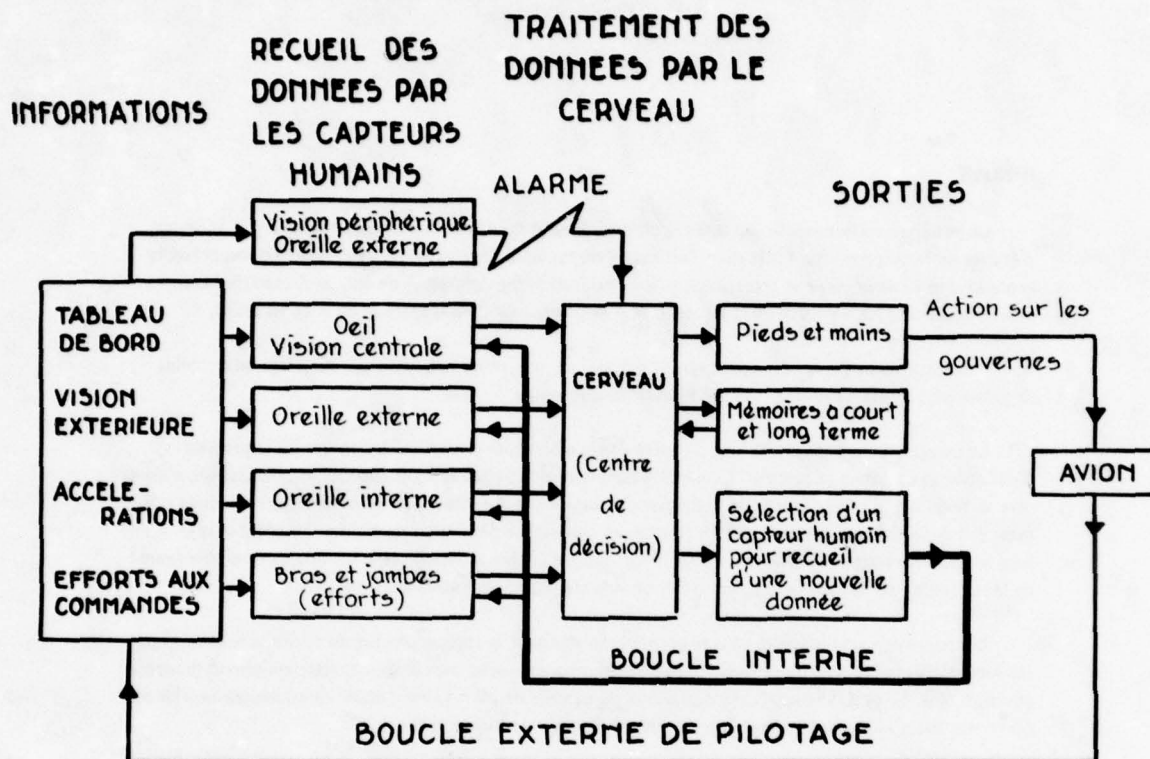 INFORMATIONS
RECUEIL DES
DONNEES PAR
LES CAPTEURS
HUMAINS
TRAITEMENT DES
DONNEES PAR LE
CERVEAU
ALARME
SORTIES
Vision périphérique
Oreille externe
TABLEAU
DE BORD
VISION
EXTERIEURE
ACCELE-
RATIONS
EFFORTS AUX
COMMANDES
Oeil
Vision centrale
Oreille externe
Oreille interne
Bras et jambes
(efforts)
CERVEAU
(Centre
de
décision)
Pieds et mains
Mémoires à court
et long terme
Sélection d'un
capteur humain
pour recueil
d'une nouvelle
donnée
Action sur les
gouvernes
AVION
BOUCLE INTERNE
BOUCLE EXTERNE DE PILOTAGE